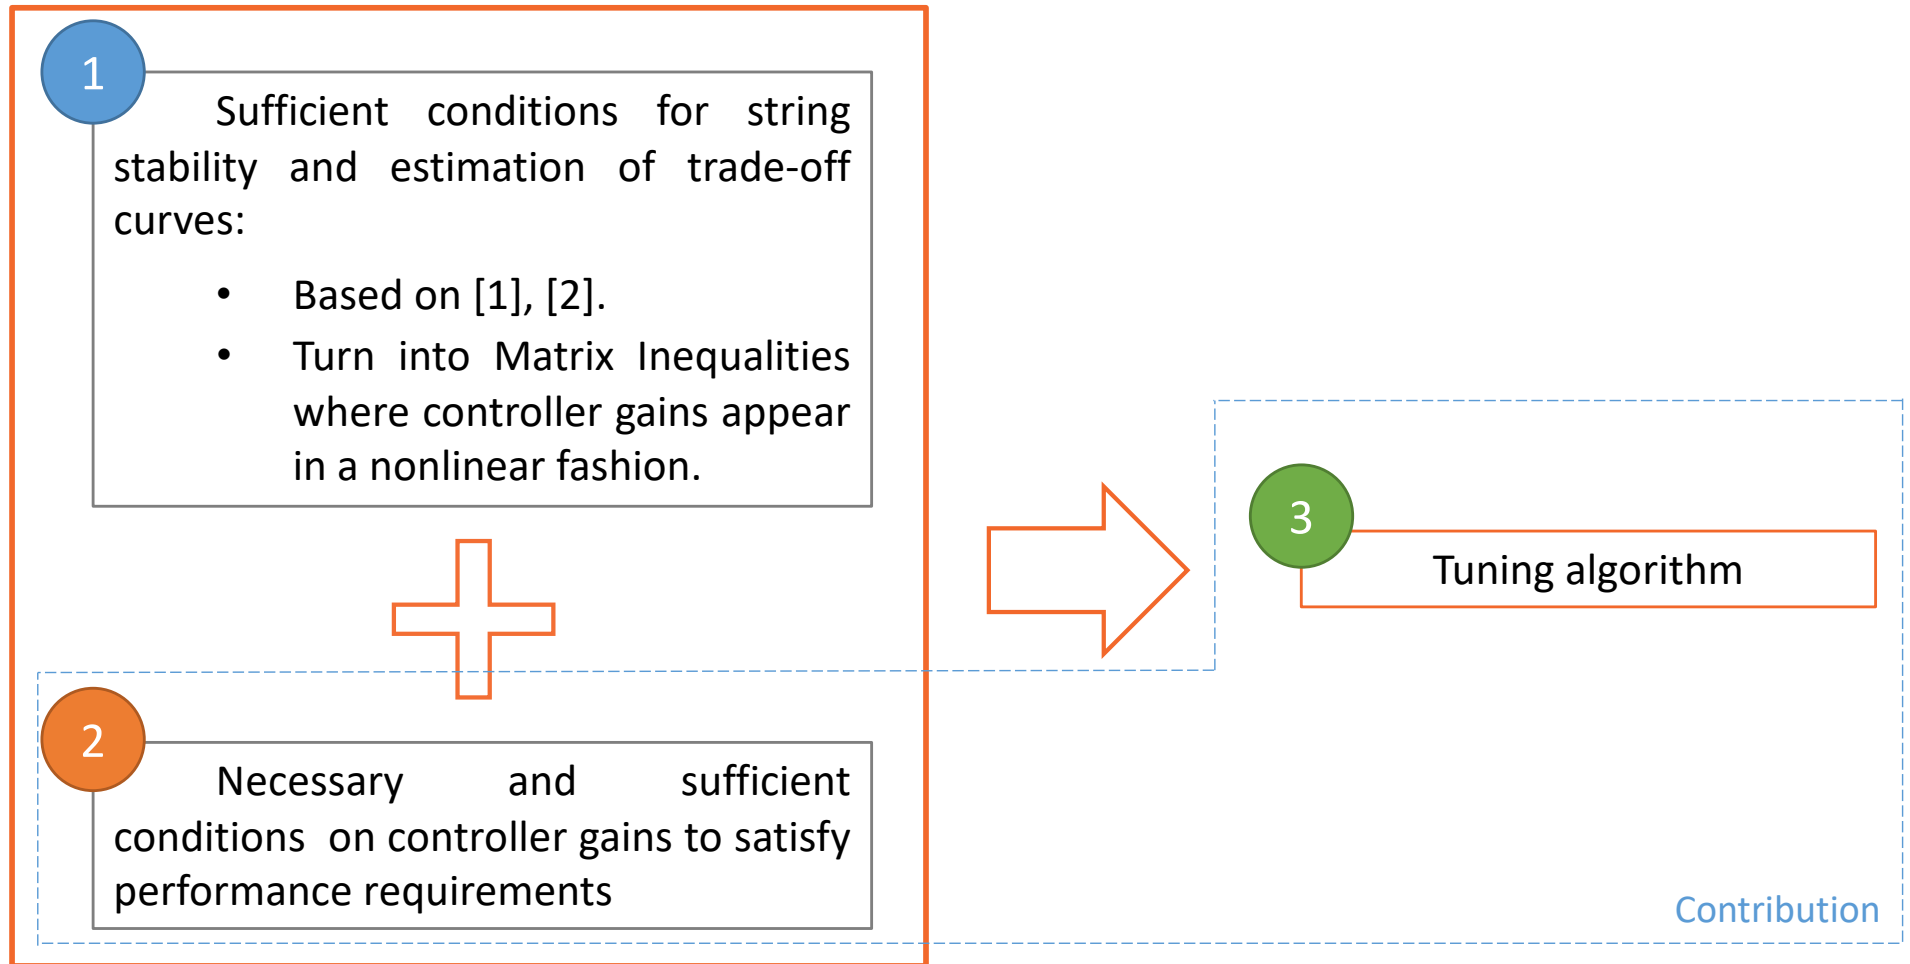 1
Sufficient conditions for string
stability and estimation of trade-off
curves:
• Based on [1], [2].
• Turn into Matrix Inequalities
where controller gains appear
in a nonlinear fashion.
3
Tuning algorithm
2
Necessary and sufficient
conditions on controller gains to satisfy
performance requirements
Contribution